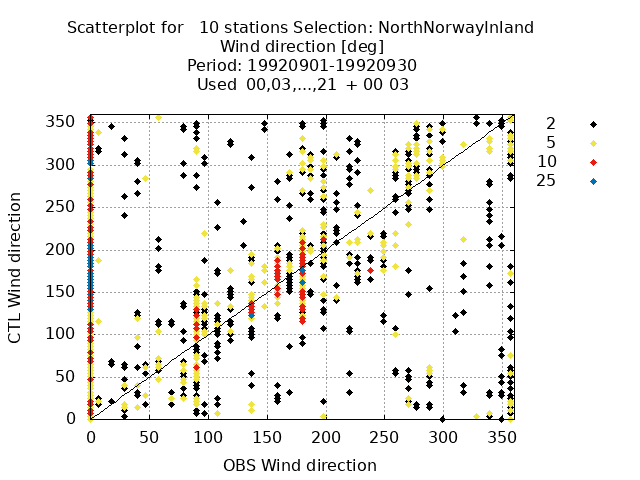 Scatterplot for 10 stations Selection: NorthNorwayInland
Wind direction [deg]
Period: 19920901-19920930
Used 00,03,...,21 + 00 03
2
5
10
25
CTL Wind direction
350
300
250
200
150
100
50
0
0 50 100 150 200 250 300 350
OBS Wind direction